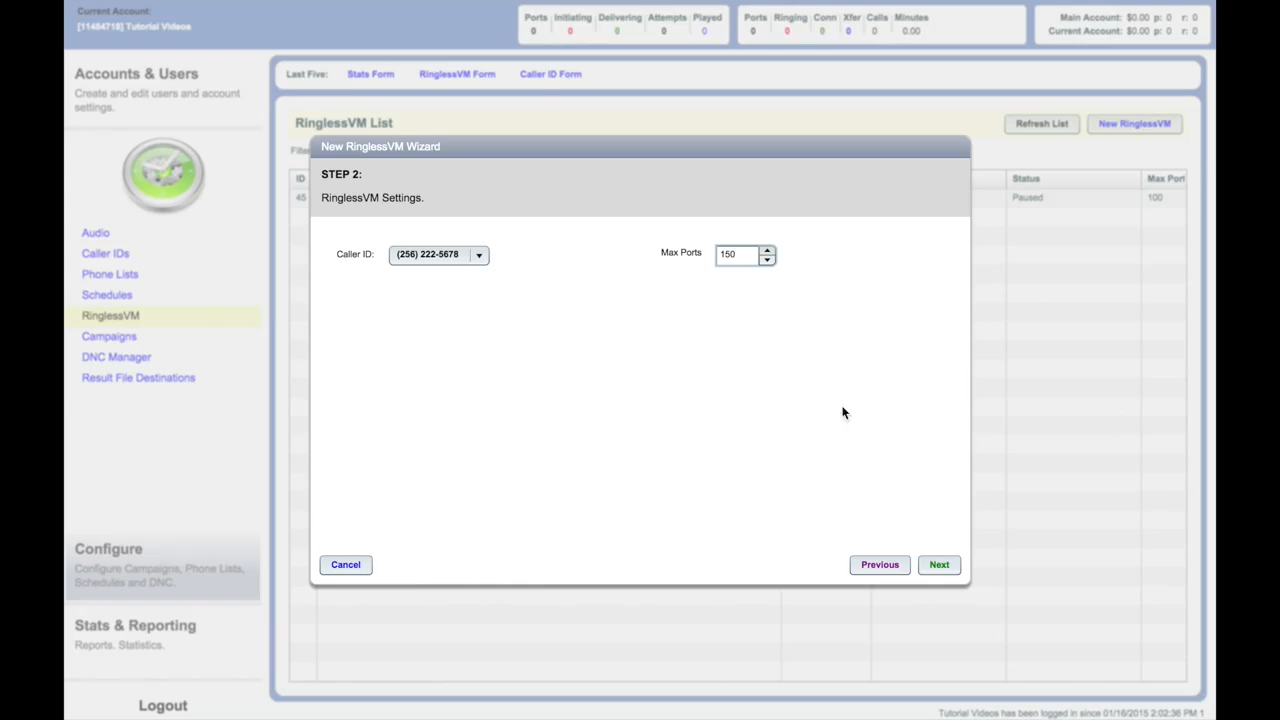 Current Account:
[11484718] Tutorial Videos
Ports Initiating Delivering Attempts Played
0 0 0 0 0
Ports Ringing Conn Xfer Calls Minutes
0 0 0 0 0 0.00
Main Account: $0.00 p: 0 r: 0
Current Account: $0.00 p: 0 r: 0
Accounts & Users
Create and edit users and account
settings.
Audio
Caller IDs
Phone Lists
Schedules
RinglessVM
Campaigns
DNC Manager
Result File Destinations
Configure
Configure Campaigns, Phone Lists,
Schedules and DNC.
Stats & Reporting
Reports. Statistics.
Logout
Last Five: Stats Form RinglessVM Form Caller ID Form
RinglessVM List
Refresh List New RinglessVM
ID Status Max Port
45 Paused 100
New RinglessVM Wizard
STEP 2:
RinglessVM Settings.
Caller ID: (256) 222-5678 Max Ports 150
Cancel Previous Next
Tutorial Videos has been logged in since 01/16/2015 2:02:36 PM 1